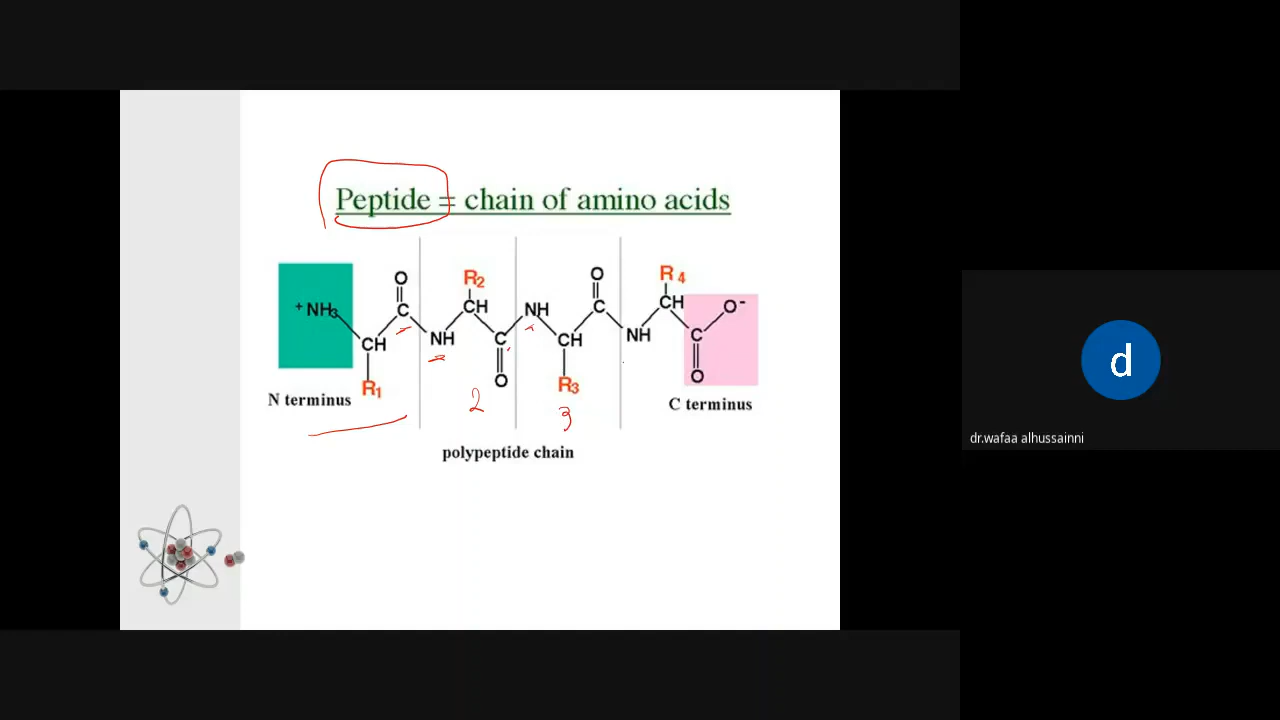 Peptide = chain of amino acids
O R2 O R4
+NH3 C CH NH C CH O-
CH NH C CH NH C
R1 O R3 O
N terminus 2 3 C terminus
polypeptide chain
d
dr.wafaa alhussainni